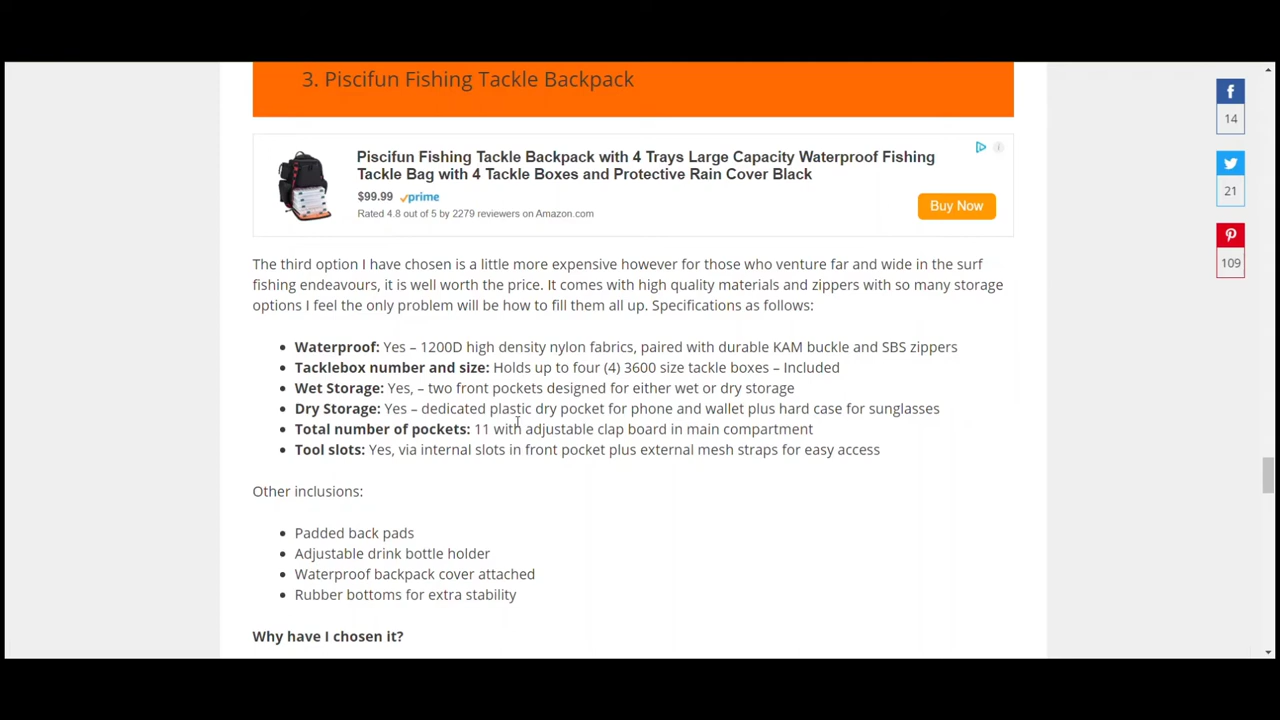 3. Piscifun Fishing Tackle Backpack
Piscifun Fishing Tackle Backpack with 4 Trays Large Capacity Waterproof Fishing
Tackle Bag with 4 Tackle Boxes and Protective Rain Cover Black
$99.99 prime
Rated 4.8 out of 5 by 2279 reviewers on Amazon.com
Buy Now
The third option I have chosen is a little more expensive however for those who venture far and wide in the surf
fishing endeavours, it is well worth the price. It comes with high quality materials and zippers with so many storage
options I feel the only problem will be how to fill them all up. Specifications as follows:
• Waterproof: Yes – 1200D high density nylon fabrics, paired with durable KAM buckle and SBS zippers
• Tacklebox number and size: Holds up to four (4) 3600 size tackle boxes – Included
• Wet Storage: Yes, – two front pockets designed for either wet or dry storage
• Dry Storage: Yes – dedicated plastic dry pocket for phone and wallet plus hard case for sunglasses
• Total number of pockets: 11 with adjustable clap board in main compartment
• Tool slots: Yes, via internal slots in front pocket plus external mesh straps for easy access
Other inclusions:
• Padded back pads
• Adjustable drink bottle holder
• Waterproof backpack cover attached
• Rubber bottoms for extra stability
Why have I chosen it?
14
21
109